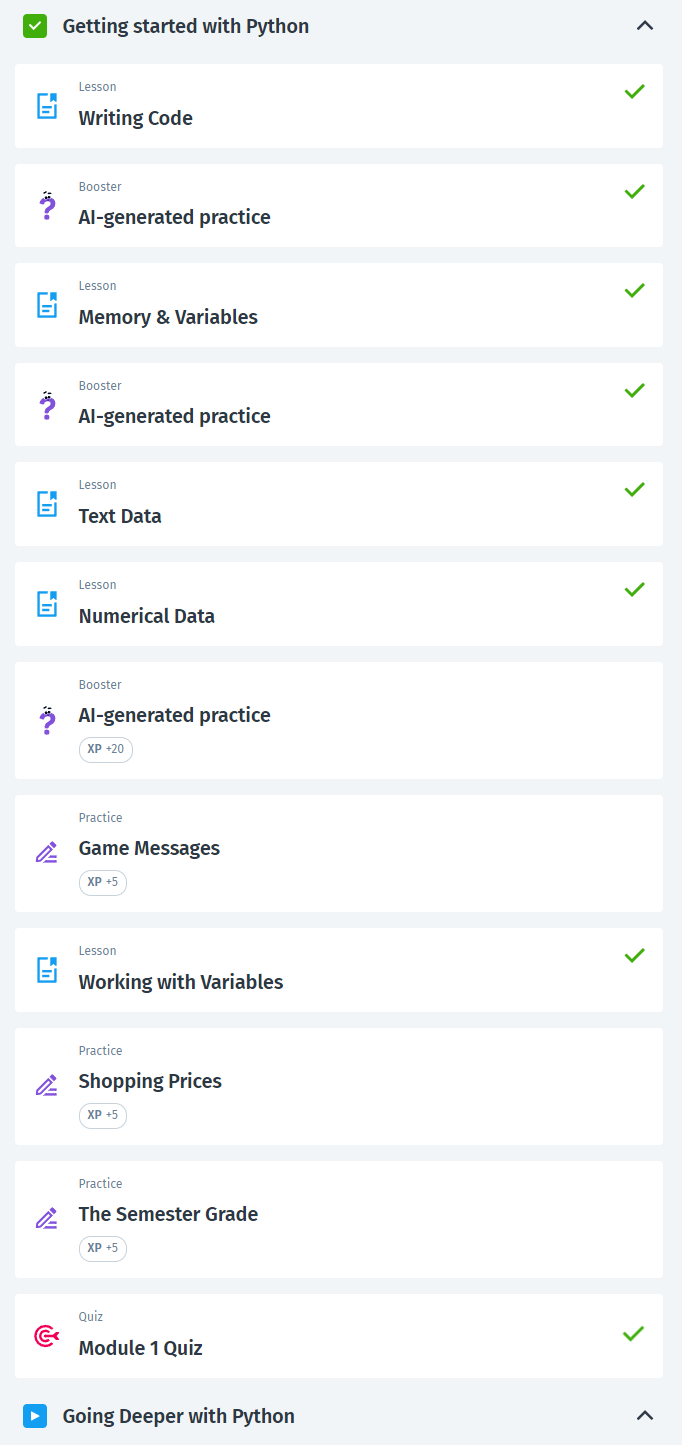 Getting started with Python
Lesson
Writing Code
Booster
AI-generated practice
Lesson
Memory & Variables
Booster
AI-generated practice
Lesson
Text Data
Lesson
Numerical Data
Booster
AI-generated practice
XP +20
Practice
Game Messages
XP +5
Lesson
Working with Variables
Practice
Shopping Prices
XP +5
Practice
The Semester Grade
XP +5
Quiz
Module 1 Quiz
Going Deeper with Python